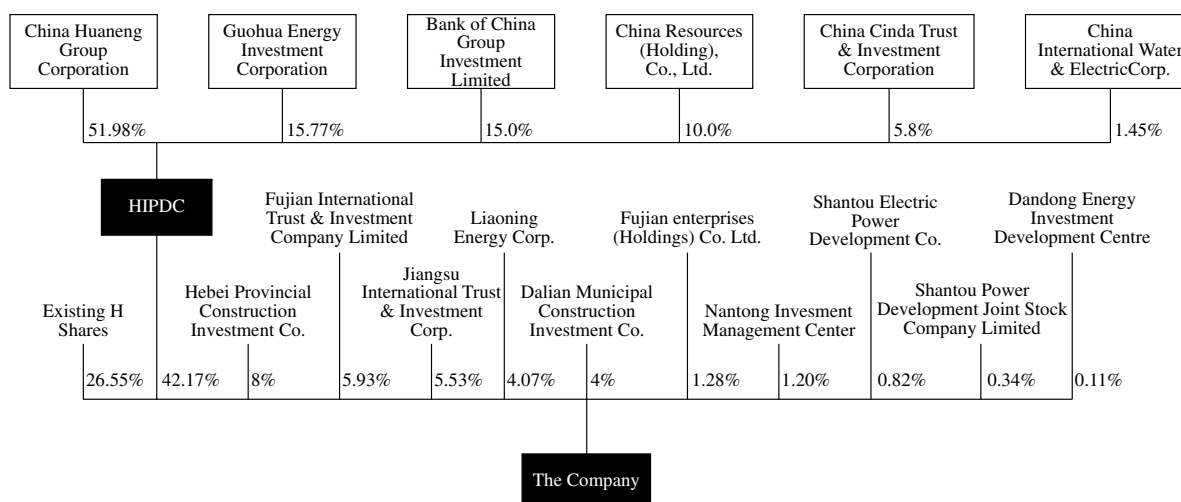 China Huaneng
Group
Corporation
Guohua Energy
Investment
Corporation
Bank of China
Group
Investment
Limited
China Resources
(Holding),
Co., Ltd.
China Cinda Trust
& Investment
Corporation
China
International Water
& ElectricCorp.
51.98%
15.77%
15.0%
10.0%
5.8%
1.45%
HIPDC
Fujian International
Trust & Investment
Company Limited
Liaoning
Energy Corp.
Fujian enterprises
(Holdings) Co. Ltd.
Shantou Electric
Power
Development Co.
Dandong Energy
Investment
Development Centre
Existing H
Shares
Hebei Provincial
Construction
Investment Co.
Jiangsu
International Trust
& Investment
Corp.
Dalian Municipal
Construction
Investment Co.
Nantong Invesment
Management Center
Shantou Power
Development Joint Stock
Company Limited
26.55%
42.17%
8%
5.93%
5.53%
4.07%
4%
1.28%
1.20%
0.82%
0.34%
0.11%
The Company